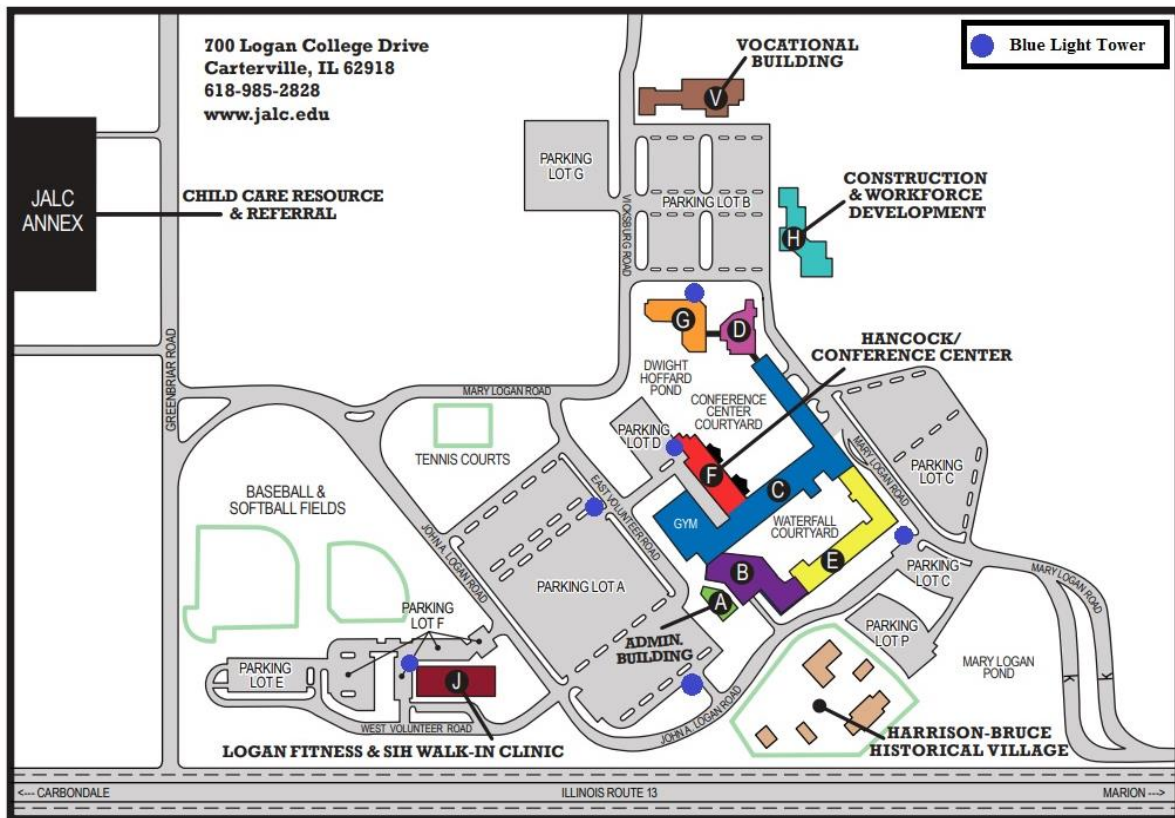 700 Logan College Drive
Carterville, IL 62918
618-985-2828
www.jalc.edu
VOCATIONAL
BUILDING
Blue Light Tower
V
PARKING
LOT G
JALC
ANNEX
CHILD CARE RESOURCE
& REFERRAL
VICKSBURG ROAD
PARKING LOT B
CONSTRUCTION
& WORKFORCE
DEVELOPMENT
H
GREENBRIAR ROAD
G
D
HANCOCK/
CONFERENCE CENTER
DWIGHT
HOFFARD
POND
MARY LOGAN ROAD
CONFERENCE
CENTER
COURTYARD
PARKING
LOT D
TENNIS COURTS
F
C
MARY LOGAN ROAD
PARKING
LOT C
BASEBALL &
SOFTBALL FIELDS
EAST VOLUNTEER ROAD
GYM
WATERFALL
COURTYARD
JOHN A. LOGAN ROAD
PARKING LOT A
B
E
PARKING
LOT C
MARY LOGAN ROAD
A
PARKING
LOT F
ADMIN.
BUILDING
PARKING
LOT P
PARKING
LOT E
J
MARY LOGAN
POND
K
K
WEST VOLUNTEER ROAD
JOHN A. LOGAN ROAD
LOGAN FITNESS & SIH WALK-IN CLINIC
HARRISON-BRUCE
HISTORICAL VILLAGE
<--- CARBONDALE
ILLINOIS ROUTE 13
MARION --->